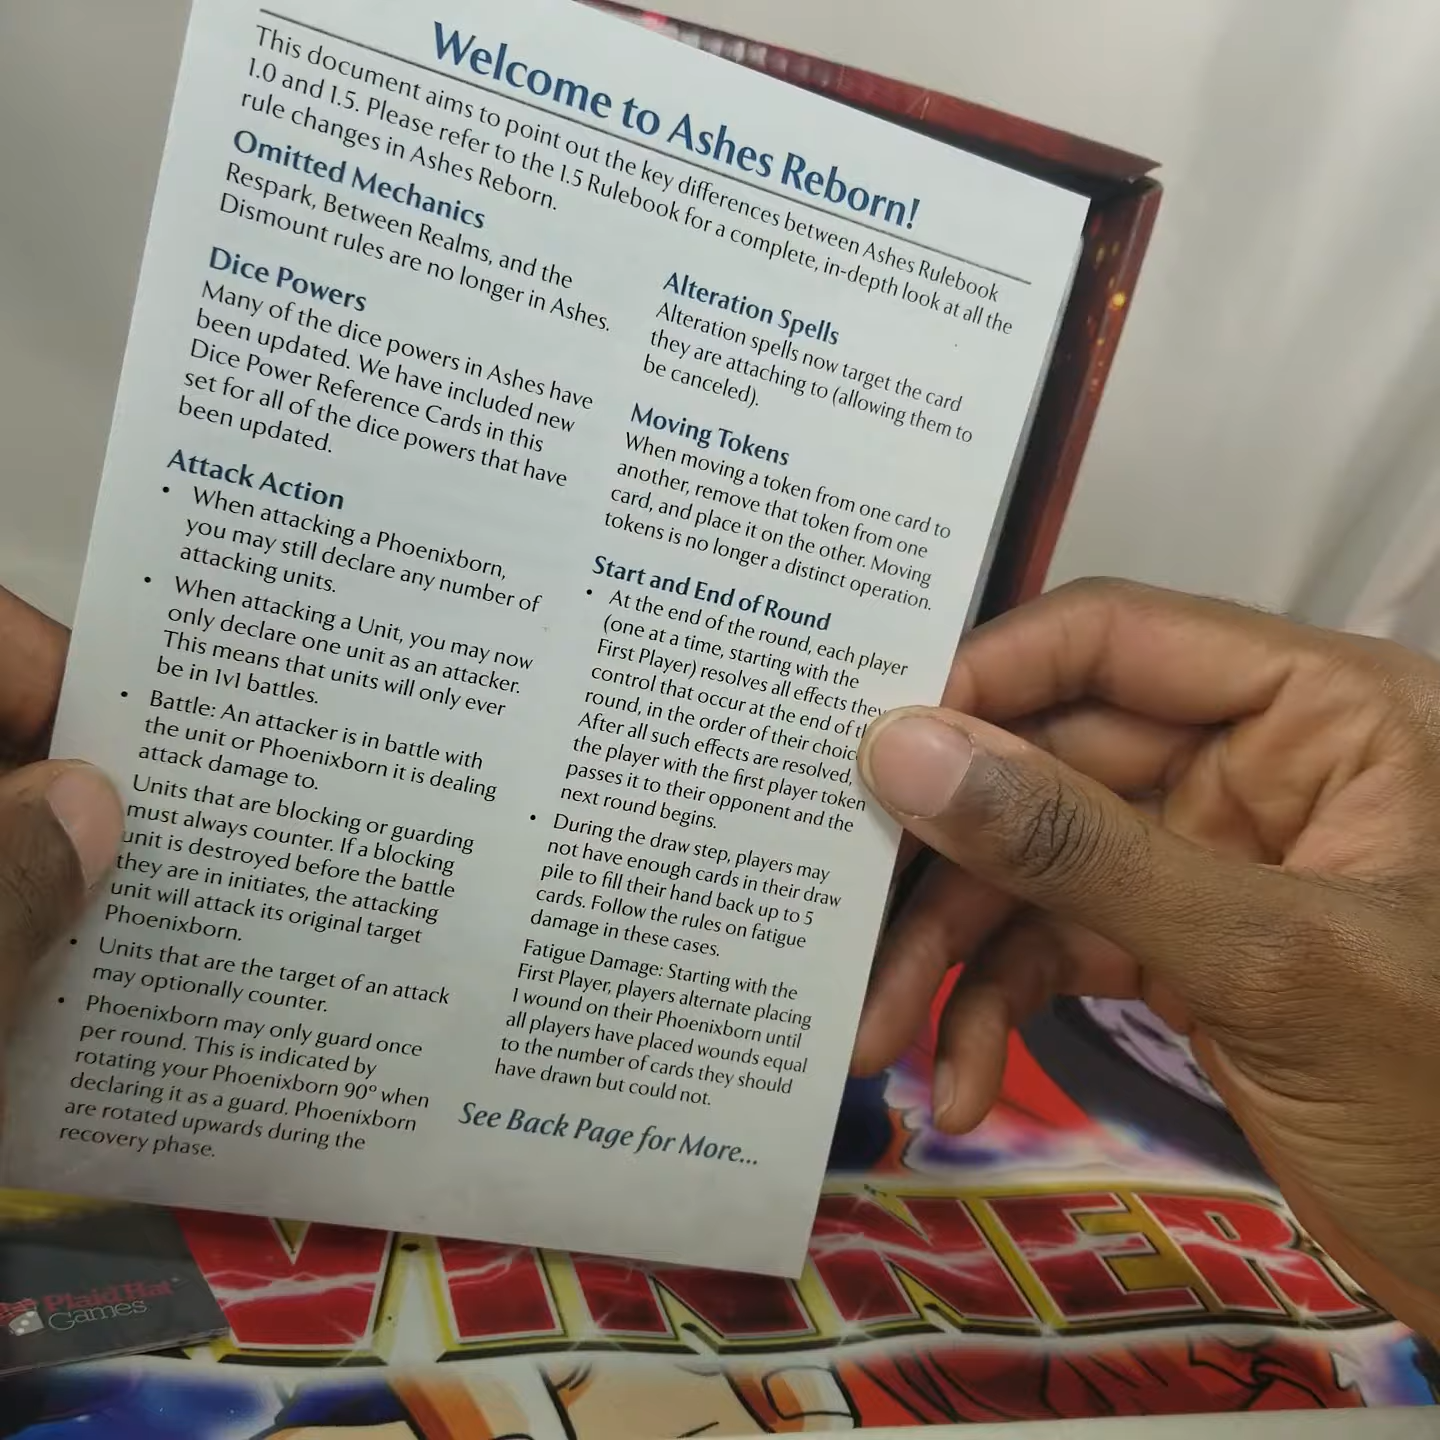 Welcome to Ashes Reborn!
This document aims to point out the key differences between Ashes Rulebook
1.0 and 1.5. Please refer to the 1.5 Rulebook for a complete, in-depth look at all the
rule changes in Ashes Reborn.
Omitted Mechanics
Respark, Between Realms, and the
Dismount rules are no longer in Ashes.
Dice Powers
Many of the dice powers in Ashes have
been updated. We have included new
Dice Power Reference Cards in this
set for all of the dice powers that have
been updated.
Attack Action
• When attacking a Phoenixborn,
you may still declare any number of
attacking units.
• When attacking a Unit, you may now
only declare one unit as an attacker.
This means that units will only ever
be in 1v1 battles.
• Battle: An attacker is in battle with
the unit or Phoenixborn it is dealing
attack damage to.
Units that are blocking or guarding
must always counter. If a blocking
unit is destroyed before the battle
they are in initiates, the attacking
unit will attack its original target
Phoenixborn.
• Units that are the target of an attack
may optionally counter.
• Phoenixborn may only guard once
per round. This is indicated by
rotating your Phoenixborn 90° when
declaring it as a guard. Phoenixborn
are rotated upwards during the
recovery phase.
Alteration Spells
Alteration spells now target the card
they are attaching to (allowing them to
be canceled).
Moving Tokens
When moving a token from one card to
another, remove that token from one
card, and place it on the other. Moving
tokens is no longer a distinct operation.
Start and End of Round
• At the end of the round, each player
(one at a time, starting with the
First Player) resolves all effects they
control that occur at the end of
round, in the order of their
After all such effects are resolved,
the player with the first player token
passes it to their opponent and the
next round begins.
• During the draw step, players may
not have enough cards in their draw
pile to fill their hand back up to 5
cards. Follow the rules on fatigue
damage in these cases.
Fatigue Damage: Starting with the
First Player, players alternate placing
1 wound on their Phoenixborn until
all players have placed wounds equal
to the number of cards they should
have drawn but could not.
See Back Page for More...
Plaid Hat
Games
WINNER